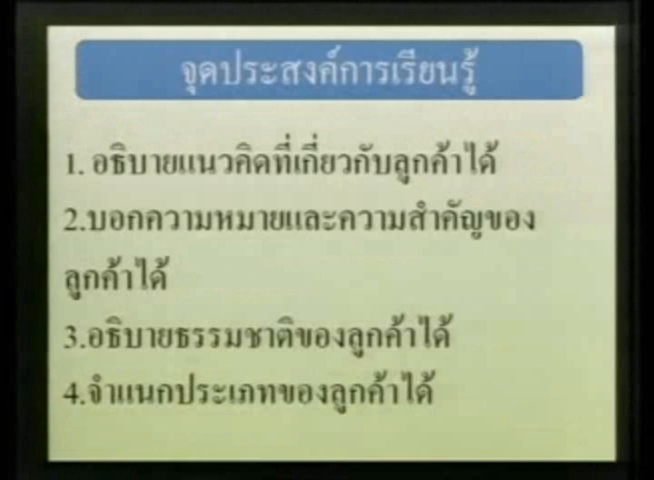 จุดประสงค์การเรียนรู้
1. อธิบายแนวคิดที่เกี่ยวกับลูกค้าได้
2.บอกความหมายและความสำคัญของ
ลูกค้าได้
3.อธิบายธรรมชาติของลูกค้าได้
4.จำแนกประเภทของลูกค้าได้